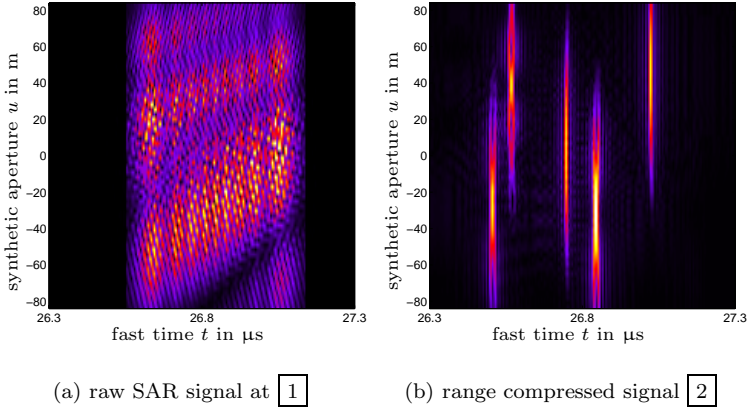 synthetic aperture u in m
80
60
40
20
0
−20
−40
−60
−80
26.3 26.8 27.3
fast time t in µs
(a) raw SAR signal at 1
synthetic aperture u in m
80
60
40
20
0
−20
−40
−60
−80
26.3 26.8 27.3
fast time t in µs
(b) range compressed signal 2